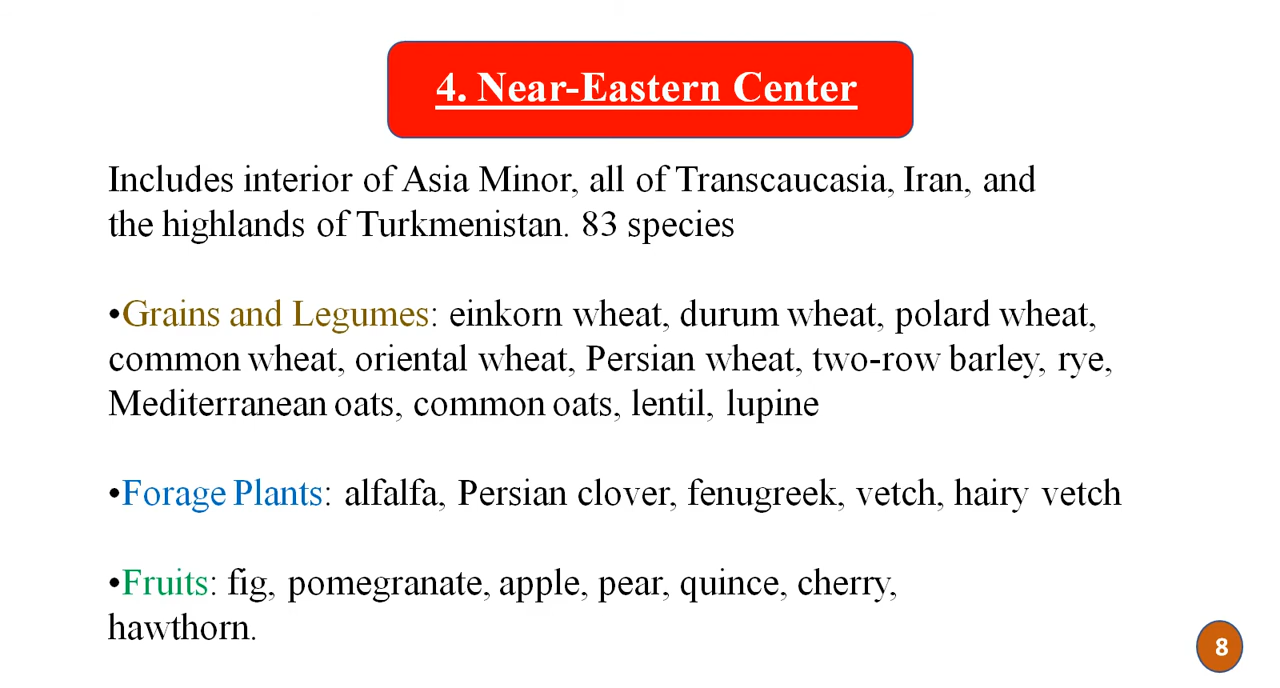 4. Near-Eastern Center
Includes interior of Asia Minor, all of Transcaucasia, Iran, and
the highlands of Turkmenistan. 83 species
•Grains and Legumes: einkorn wheat, durum wheat, polard wheat,
common wheat, oriental wheat, Persian wheat, two-row barley, rye,
Mediterranean oats, common oats, lentil, lupine
•Forage Plants: alfalfa, Persian clover, fenugreek, vetch, hairy vetch
•Fruits: fig, pomegranate, apple, pear, quince, cherry,
hawthorn.
8